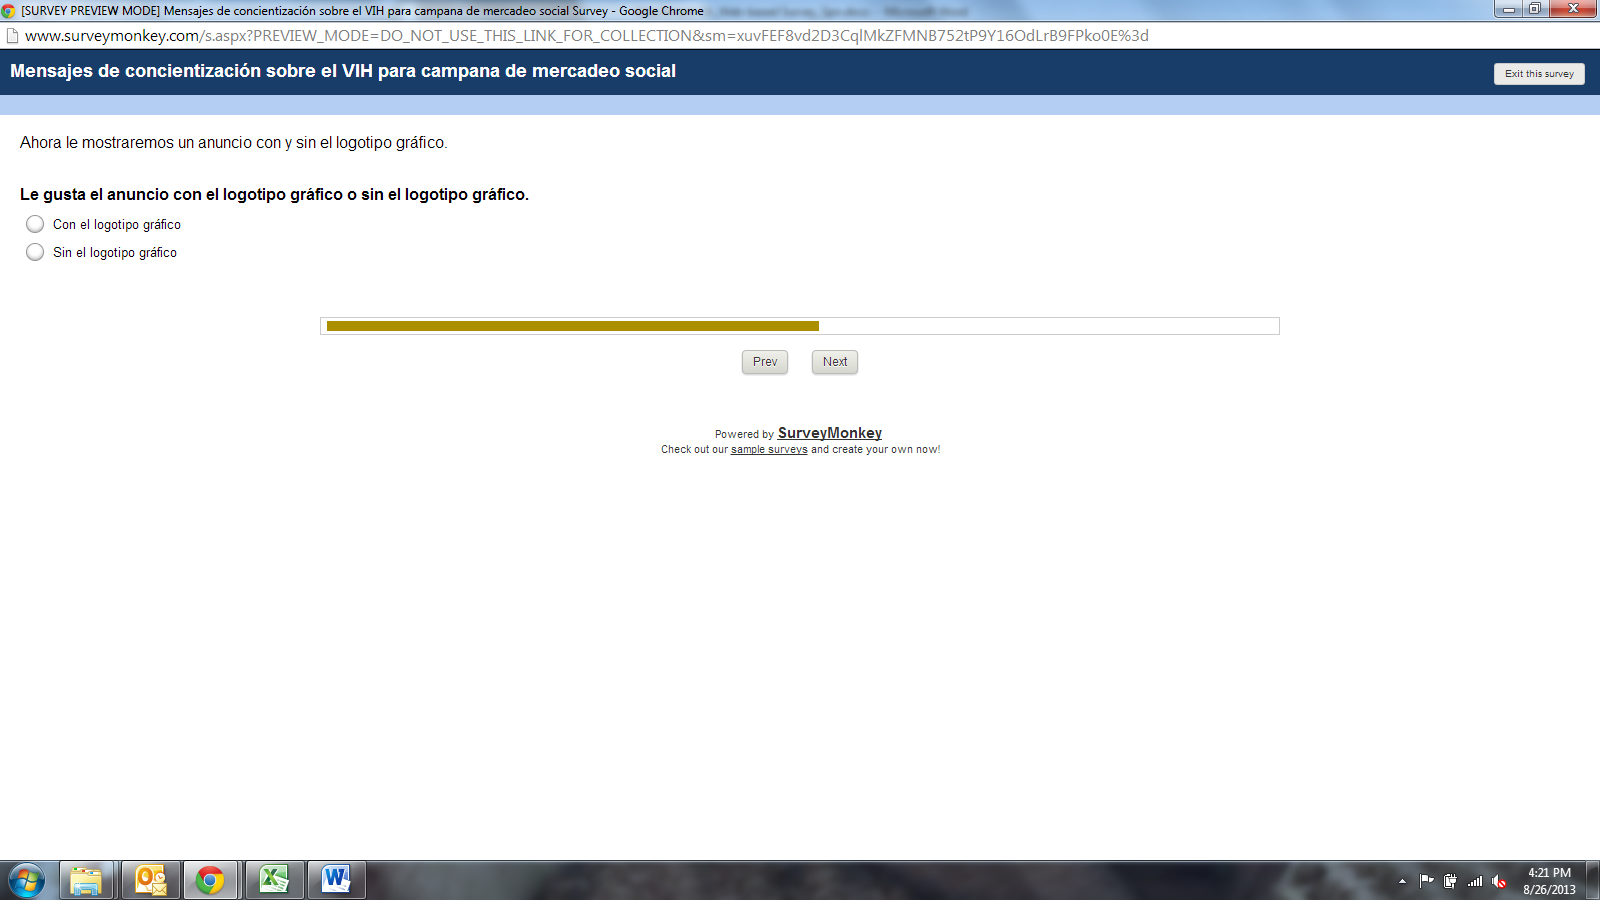 [SURVEY PREVIEW MODE] Mensajes de concientización sobre el VIH para campana de mercadeo social Survey - Google Chrome
www.surveymonkey.com/s.aspx?PREVIEW_MODE=DO_NOT_USE_THIS_LINK_FOR_COLLECTION&sm=xuvFEF8vd2D3CqlMkZFMNB752tP9Y16OdLrB9FPko0E%3d
Mensajes de concientización sobre el VIH para campana de mercadeo social
Exit this survey
Ahora le mostraremos un anuncio con y sin el logotipo gráfico.
Le gusta el anuncio con el logotipo gráfico o sin el logotipo gráfico.
Con el logotipo gráfico
Sin el logotipo gráfico
Prev Next
Powered by SurveyMonkey
Check out our sample surveys and create your own now!
4:21 PM
8/26/2013